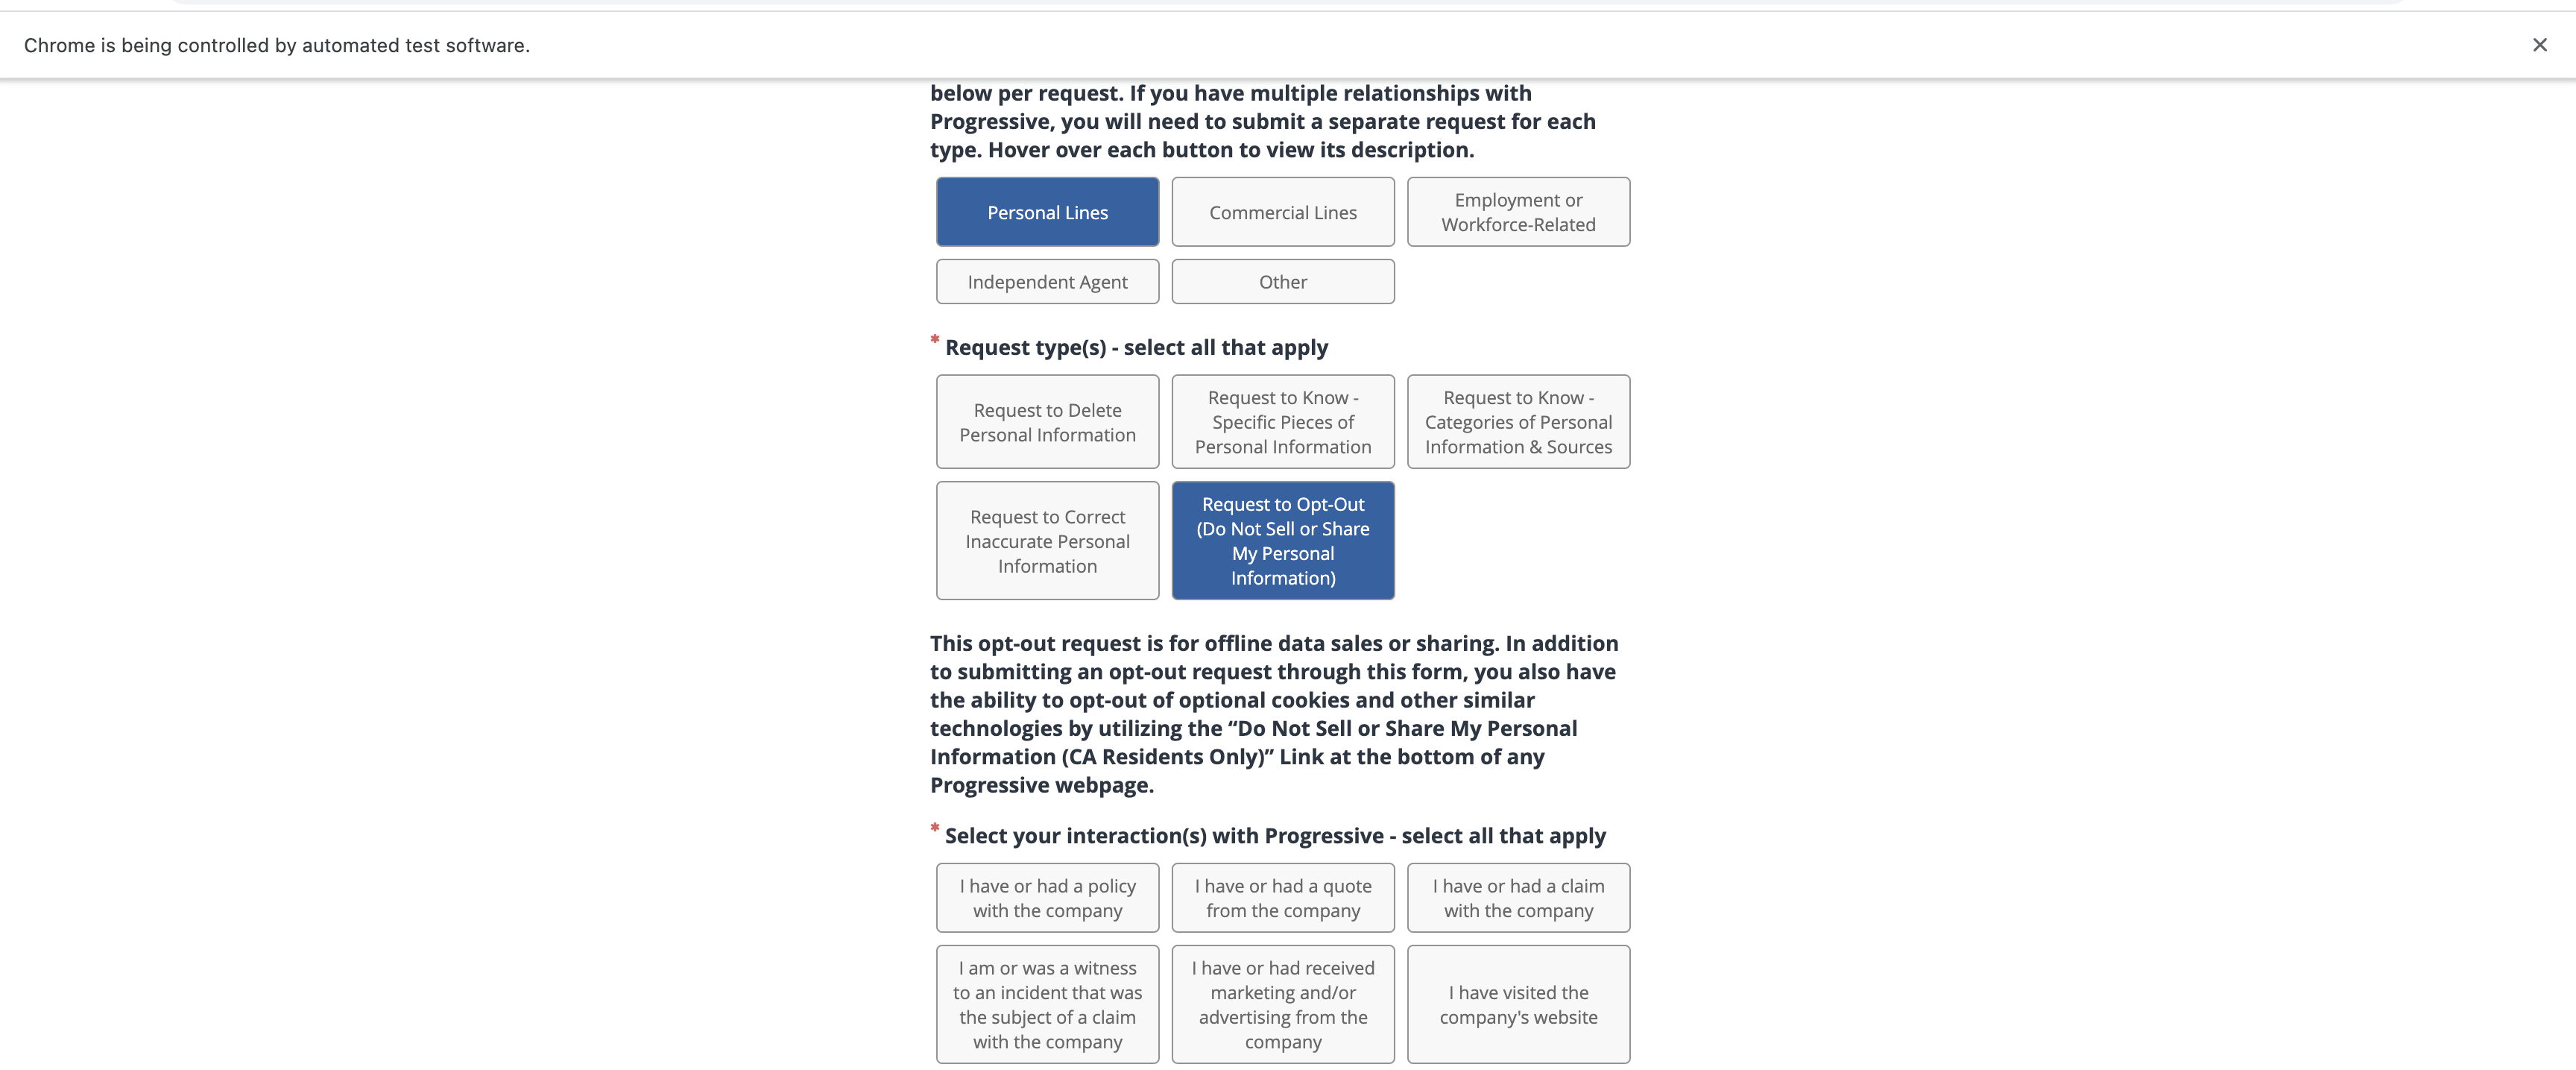 Chrome is being controlled by automated test software.
below per request. If you have multiple relationships with
Progressive, you will need to submit a separate request for each
type. Hover over each button to view its description.
Personal Lines
Commercial Lines
Employment or
Workforce-Related
Independent Agent
Other
* Request type(s) - select all that apply
Request to Delete
Personal Information
Request to Know -
Specific Pieces of
Personal Information
Request to Know -
Categories of Personal
Information & Sources
Request to Correct
Inaccurate Personal
Information
Request to Opt-Out
(Do Not Sell or Share
My Personal
Information)
This opt-out request is for offline data sales or sharing. In addition
to submitting an opt-out request through this form, you also have
the ability to opt-out of optional cookies and other similar
technologies by utilizing the “Do Not Sell or Share My Personal
Information (CA Residents Only)” Link at the bottom of any
Progressive webpage.
* Select your interaction(s) with Progressive - select all that apply
I have or had a policy
with the company
I have or had a quote
from the company
I have or had a claim
with the company
I am or was a witness
to an incident that was
the subject of a claim
with the company
I have or had received
marketing and/or
advertising from the
company
I have visited the
company's website